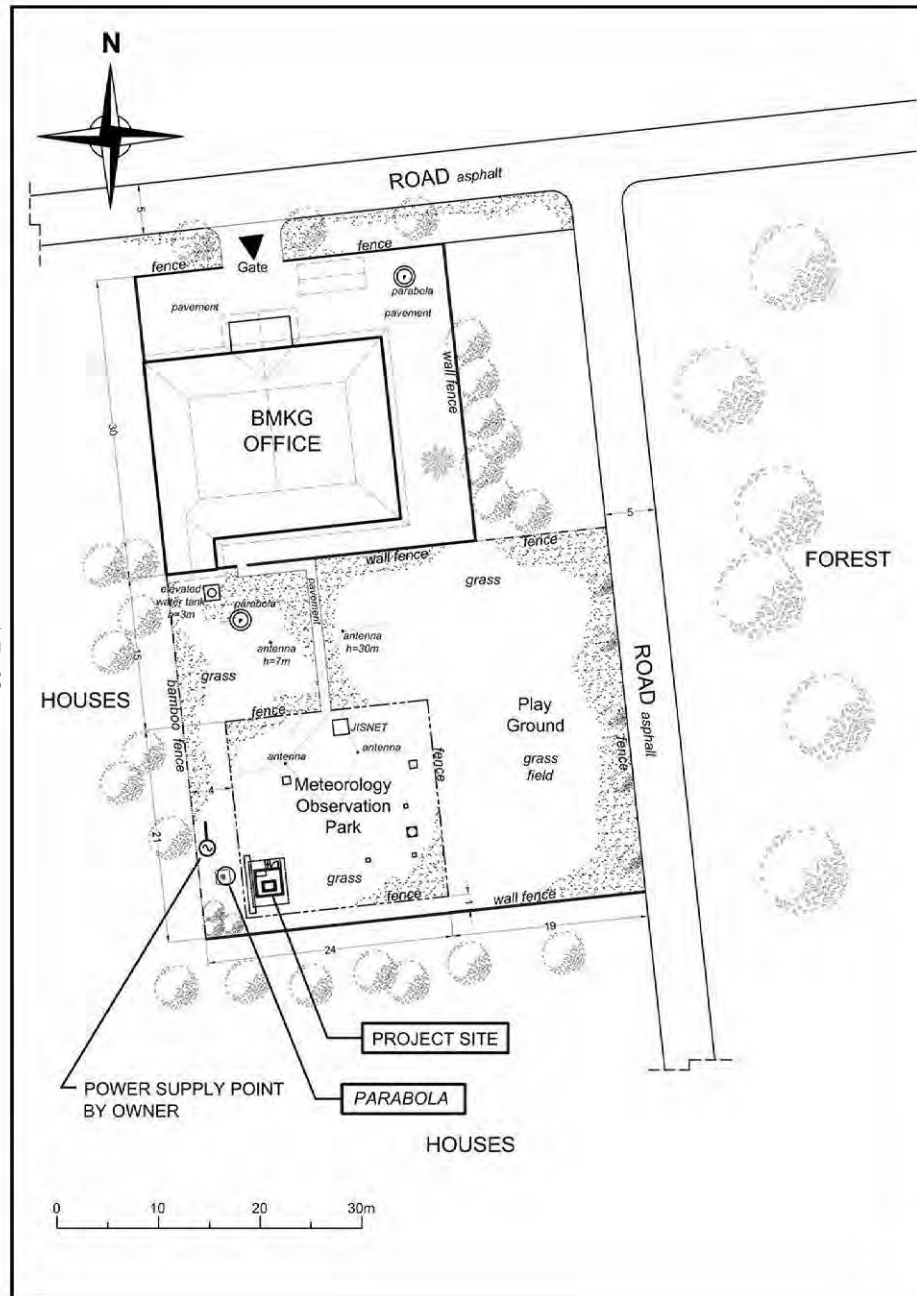 N
ROAD asphalt
5
fence
Gate
fence
parabola
pavement
pavement
wall fence
30
BMKG
OFFICE
5
fence
wall fence
FOREST
grass
elevated
water tank
h=3m
parabola
pavement
antenna
h=7m
antenna
h=30m
15
grass
HOUSES
bamboo fence
ROAD asphalt
Play
Ground
grass
field
fence
fence
JISNET
antenna
antenna
fence
4
Meteorology
Observation
Park
21
grass
fence
1
wall fence
24
19
PROJECT SITE
POWER SUPPLY POINT
BY OWNER
PARABOLA
HOUSES
0 10 20 30m